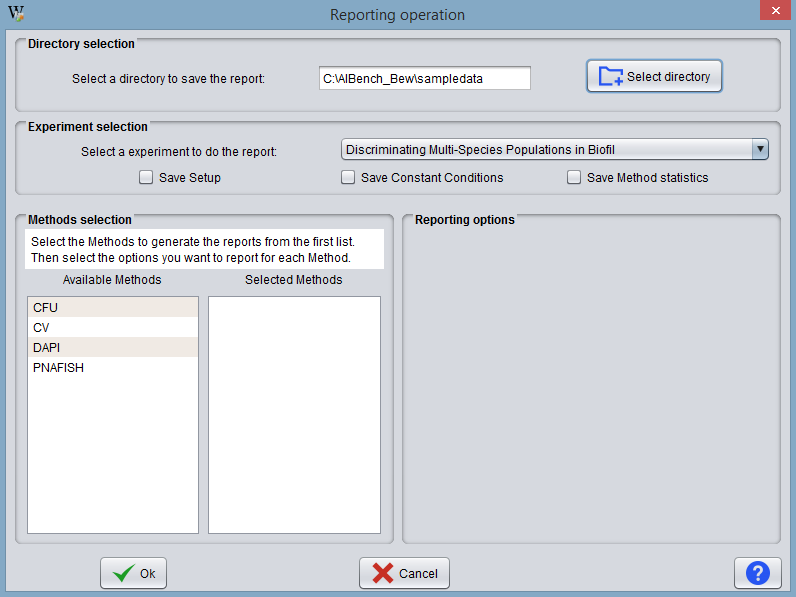 Reporting operation
Directory selection
Select a directory to save the report:
C:\AIBench_Bew\sampledata
Select directory
Experiment selection
Select a experiment to do the report:
Discriminating Multi-Species Populations in Biofil
Save Setup
Save Constant Conditions
Save Method statistics
Methods selection
Select the Methods to generate the reports from the first list.
Then select the options you want to report for each Method.
Available Methods
Selected Methods
CFU
CV
DAPI
PNAFISH
Reporting options
Ok
Cancel
?